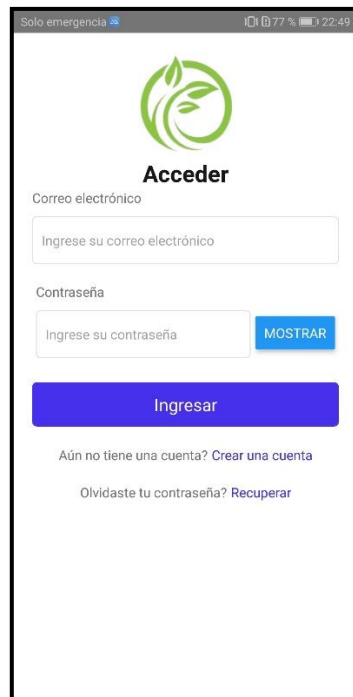 Solo emergencia 77 % 22:49
Acceder
Correo electrónico
Ingrese su correo electrónico
Contraseña
Ingrese su contraseña MOSTRAR
Ingresar
Aún no tiene una cuenta? Crear una cuenta
Olvidaste tu contraseña? Recuperar